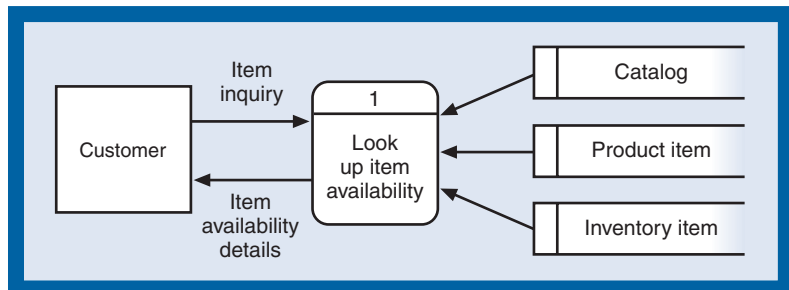 Item
inquiry
Customer
1
Look
up item
availability
Item
availability
details
Catalog
Product item
Inventory item